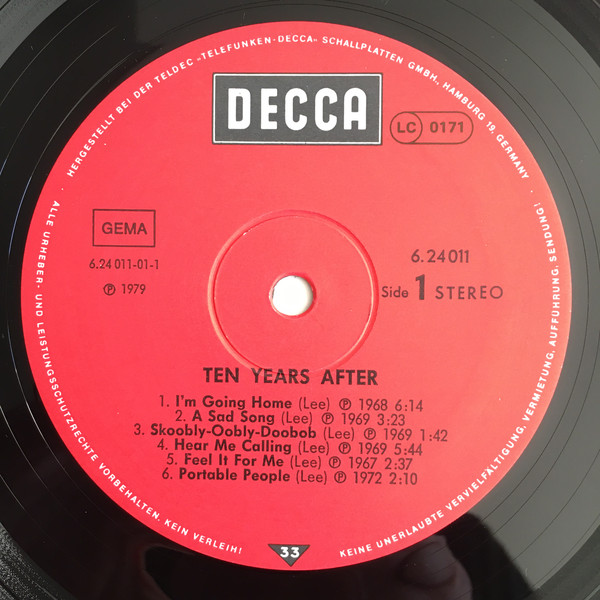 HERGESTELLT BEI DER TELDEC »TELEFUNKEN-DECCA« SCHALLPLATTEN GMBH., HAMBURG 19, GERMANY ·
DECCA
LC 0171
GEMA
6.24 011-01-1
Ⓟ 1979
6.24 011
Side 1 STEREO
TEN YEARS AFTER
1. I'm Going Home (Lee) Ⓟ 1968 6:14
2. A Sad Song (Lee) Ⓟ 1969 3:23
3. Skoobly-Oobly-Doobob (Lee) Ⓟ 1969 1:42
4. Hear Me Calling (Lee) Ⓟ 1969 5:44
5. Feel It For Me (Lee) Ⓟ 1967 2:37
6. Portable People (Lee) Ⓟ 1972 2:10
· ALLE URHEBER- UND LEISTUNGSSCHUTZRECHTE VORBEHALTEN. KEIN VERLEIH!
33
KEINE UNERLAUBTE VERVIELFÄLTIGUNG, VERMIETUNG, AUFFÜHRUNG, SENDUNG!